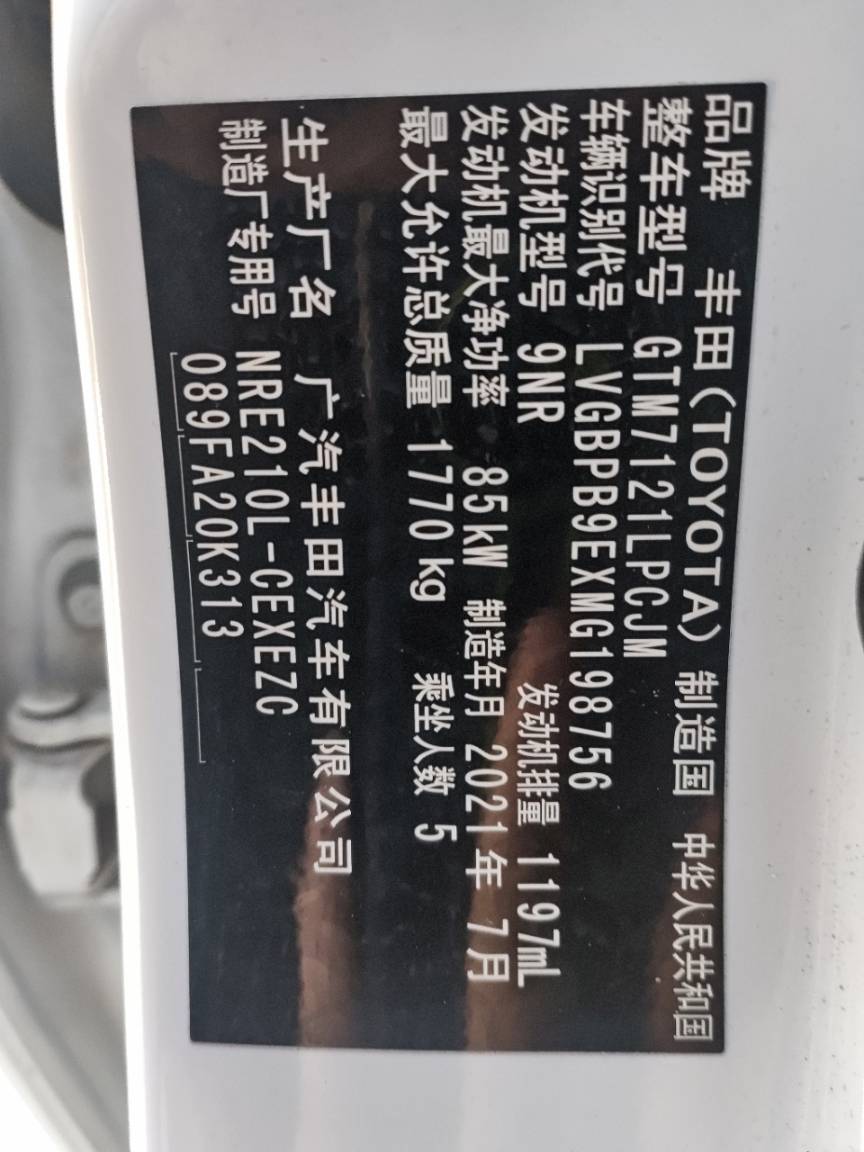 品牌 丰田(TOYOTA) 制造国 中华人民共和国
整车型号 GTM7121LPCJM
车辆识别代号 LVGBPB9EXMG198756
发动机型号 9NR 发动机排量 1197mL
发动机最大净功率 85kW 制造年月 2021年 7月
最大允许总质量 1770kg 乘坐人数 5
生产厂名 广汽丰田汽车有限公司
制造厂专用号 NRE210L-CEXEZC
089FA20K313